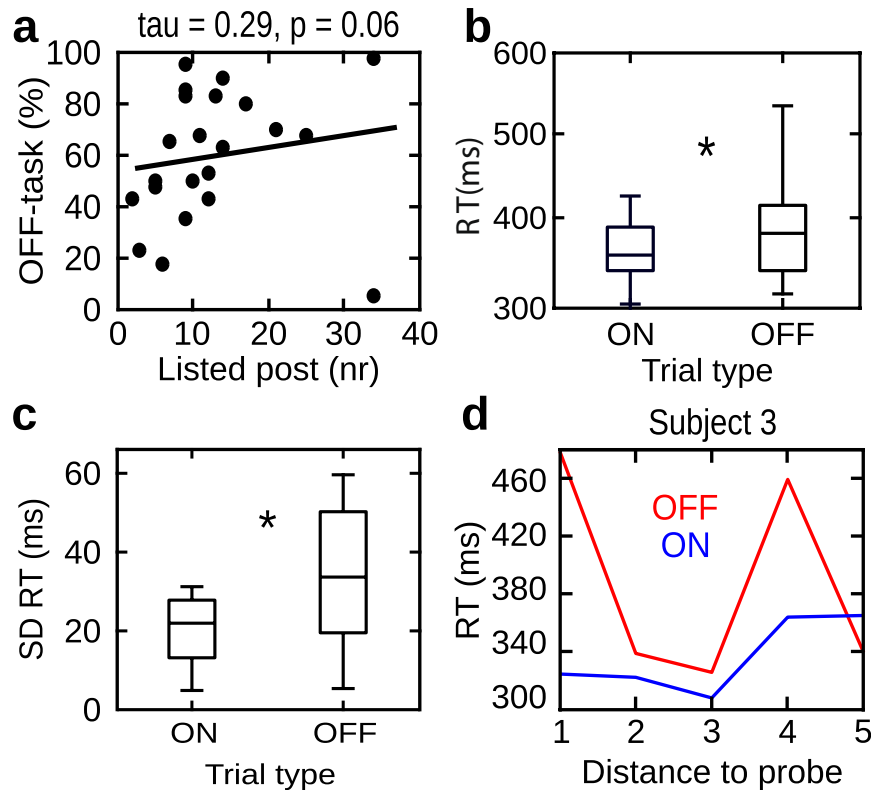 a
tau = 0.29, p = 0.06
100
80
60
40
20
0
OFF-task (%)
0 10 20 30 40
Listed post (nr)
b
600
500
400
300
RT(ms)
*
ON OFF
Trial type
c
60
40
20
0
SD RT (ms)
*
ON OFF
Trial type
d
Subject 3
460
420
380
340
300
RT (ms)
OFF
ON
1 2 3 4 5
Distance to probe